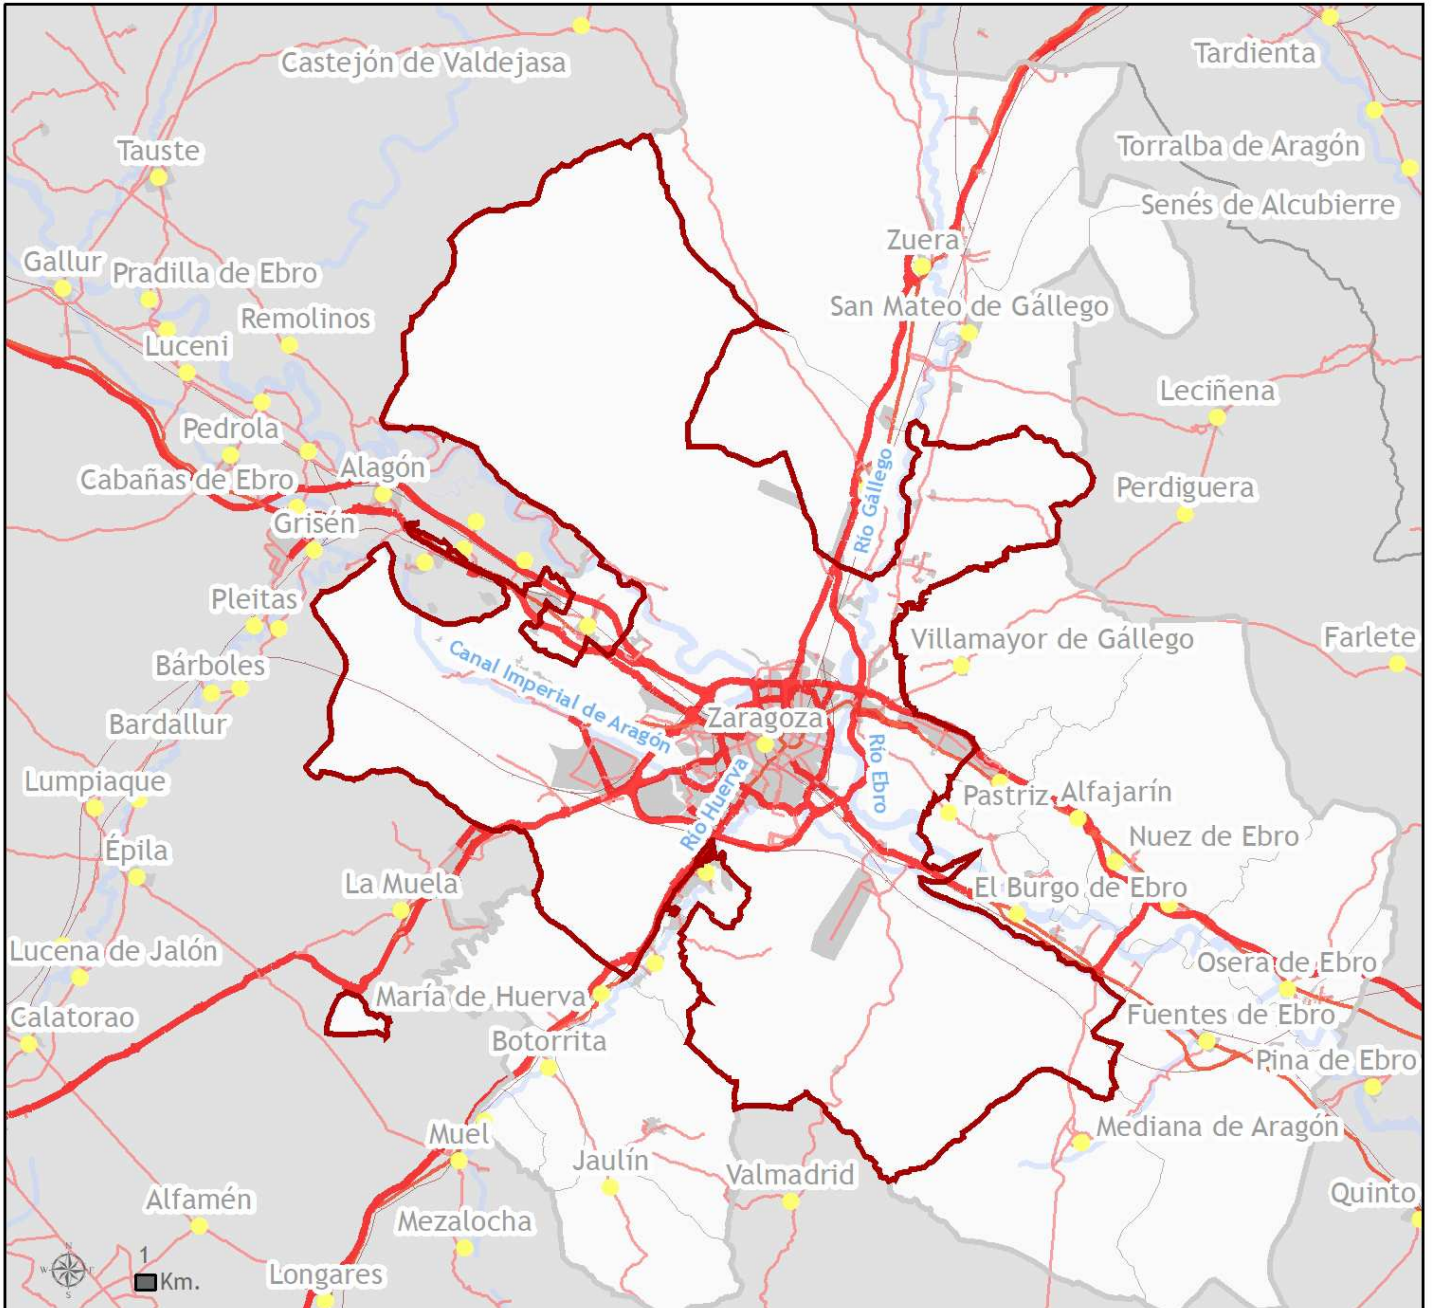 Castejón de Valdejasa
Tardienta
Tauste
Torralba de Aragón
Senés de Alcubierre
Zuera
Gallur
Pradilla de Ebro
San Mateo de Gállego
Remolinos
Luceni
Leciñena
Pedrola
Alagón
Cabañas de Ebro
Perdiguera
Río Gállego
Grisén
Pleitas
Villamayor de Gállego
Farlete
Bárboles
Canal Imperial de Aragón
Bardallur
Zaragoza
Río Ebro
Lumpiaque
Río Huerva
Pastriz
Alfajarín
Nuez de Ebro
Épila
La Muela
El Burgo de Ebro
Lucena de Jalón
Osera de Ebro
María de Huerva
Calatorao
Fuentes de Ebro
Botorrita
Pina de Ebro
Mediana de Aragón
Muel
Jaulín
Valmadrid
Quinto
Alfamén
Mezalocha
N
W
E
S
1
Km.
Longares